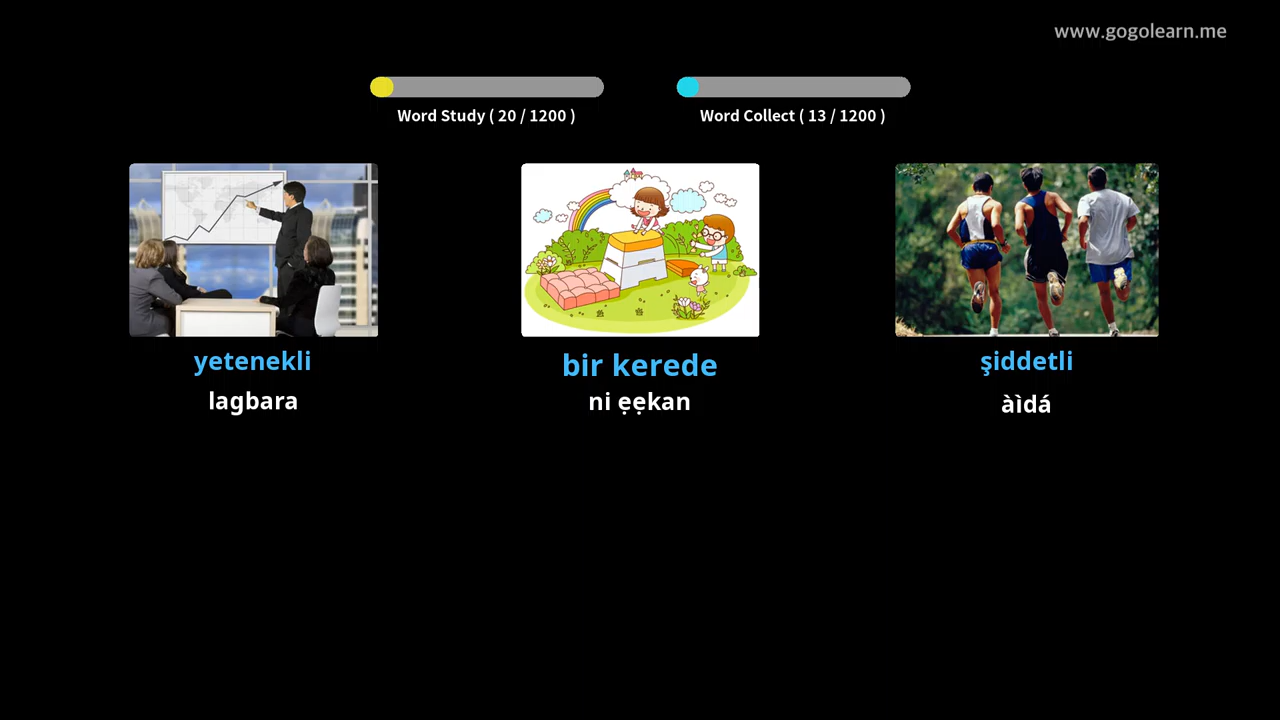 www.gogolearn.me
Word Study ( 20 / 1200 )
Word Collect ( 13 / 1200 )
yetenekli
lagbara
bir kerede
ni ẹẹkan
şiddetli
àìdá